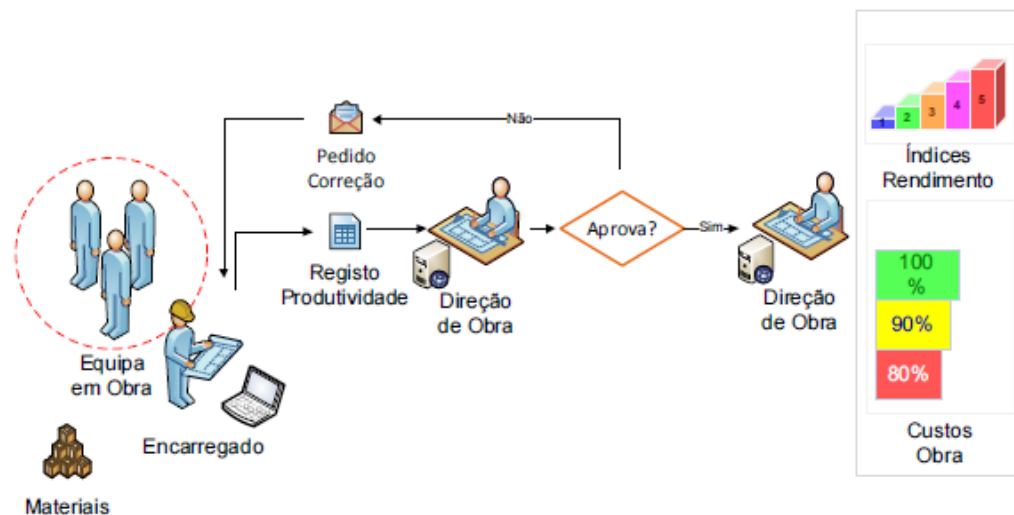 Não
Pedido
Correção
Aprova?
Sim
Registo
Produtividade
Direção
de Obra
Direção
de Obra
Equipa
em Obra
Encarregado
Materiais
1
2
3
4
5
Índices
Rendimento
100
%
90%
80%
Custos
Obra